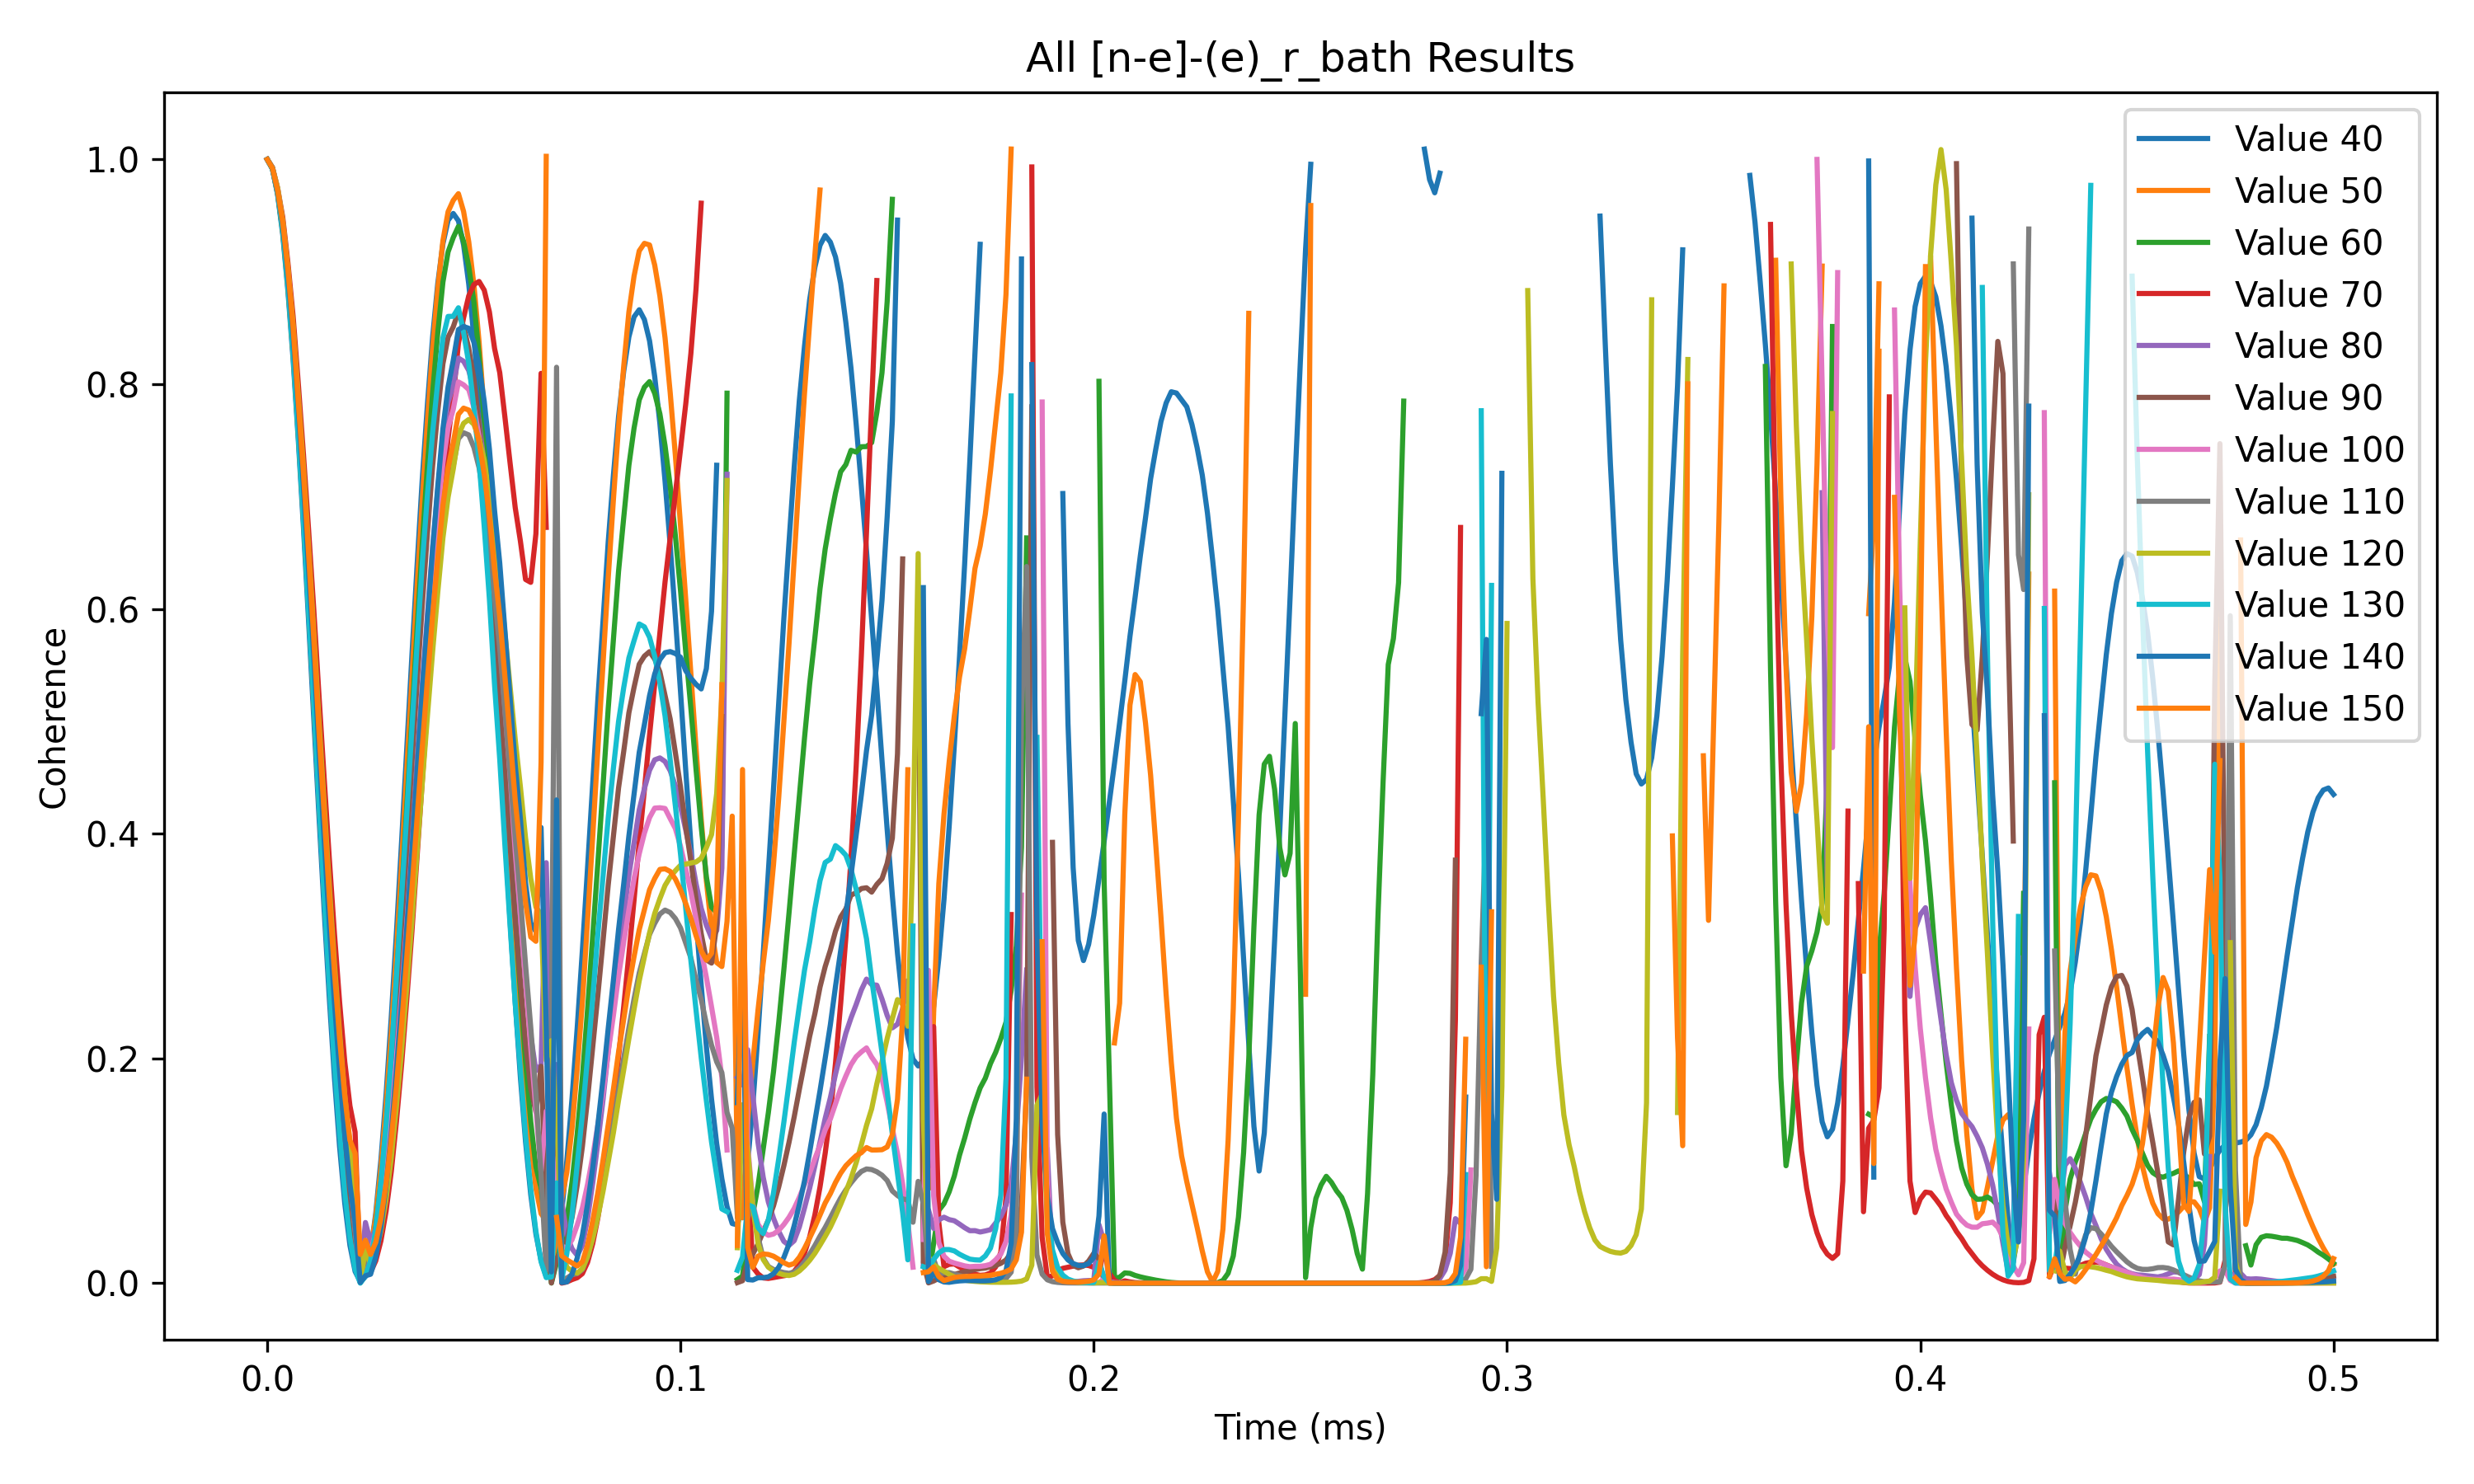 All [n-e]-(e)_r_bath Results
Coherence
1.0
0.8
0.6
0.4
0.2
0.0
Value 40
Value 50
Value 60
Value 70
Value 80
Value 90
Value 100
Value 110
Value 120
Value 130
Value 140
Value 150
0.0 0.1 0.2 0.3 0.4 0.5
Time (ms)